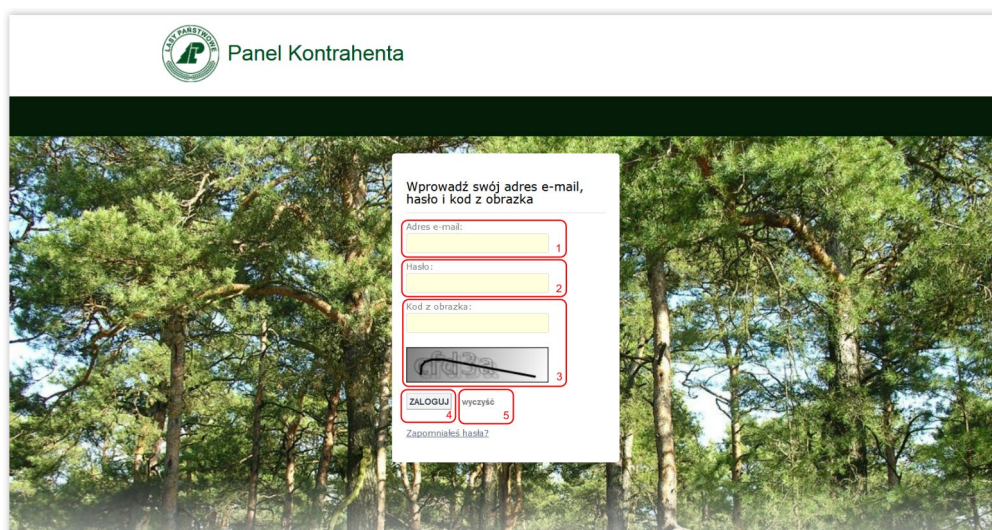 LASY PAŃSTWOWE
Panel Kontrahenta
Wprowadź swój adres e-mail,
hasło i kod z obrazka
Adres e-mail:
1
Hasło:
2
Kod z obrazka:
3
ZALOGUJ
4
wyczyść
5
Zapomniałeś hasła?